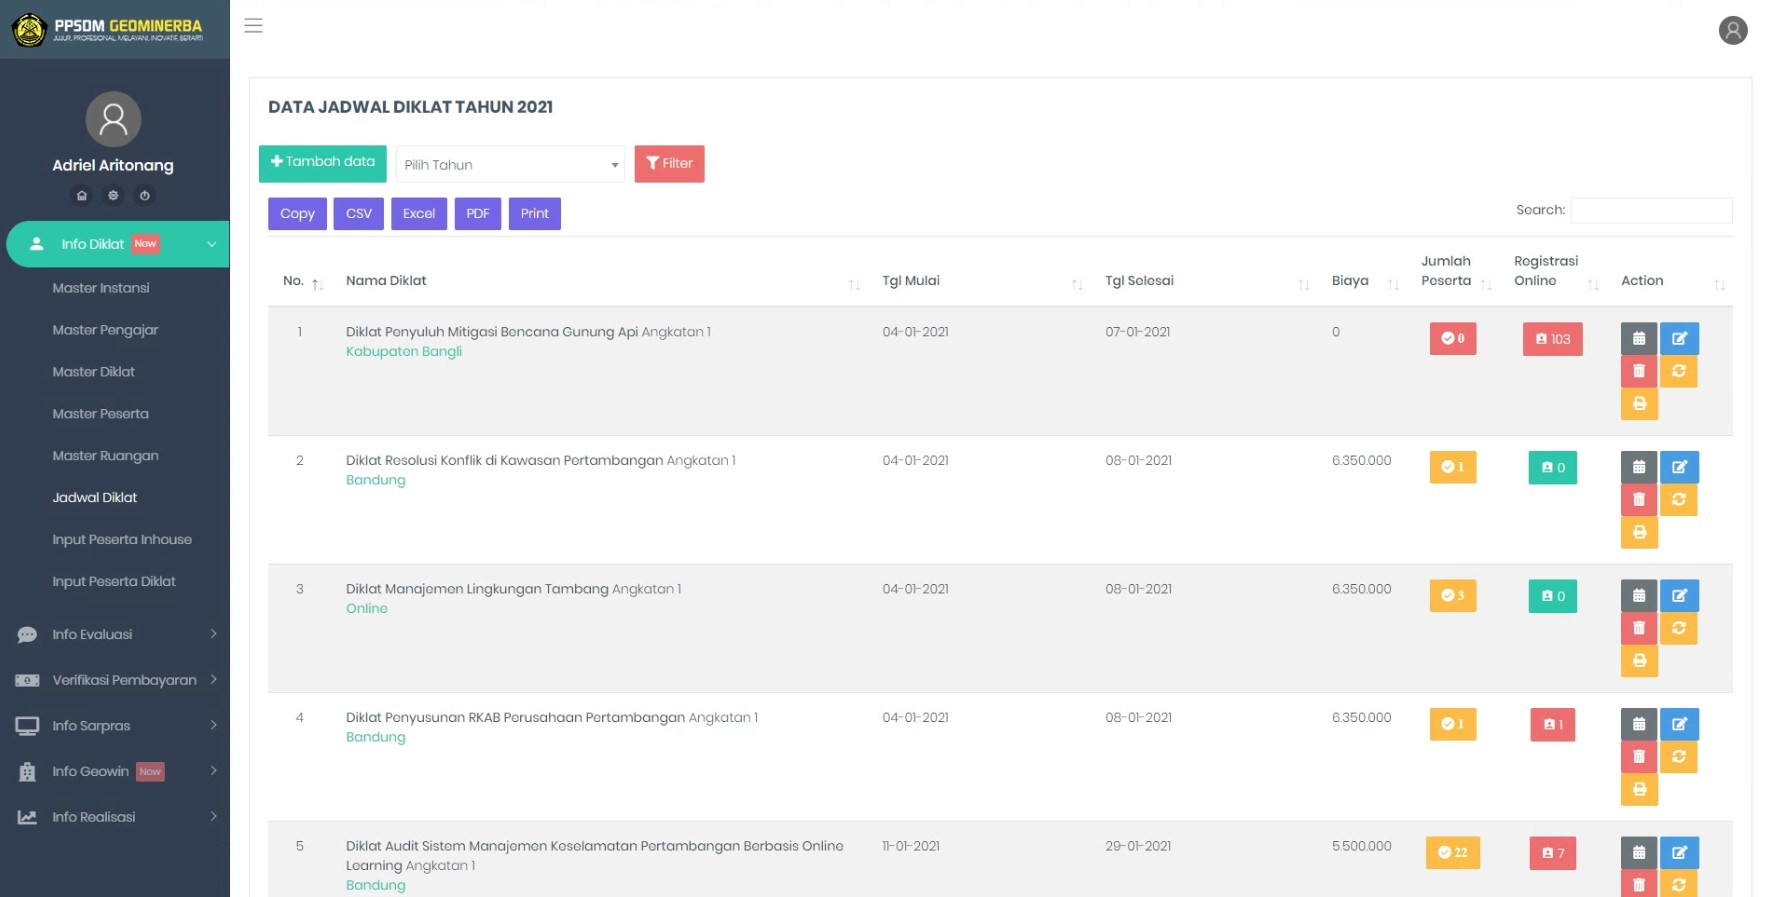 PPSDM GEOMINERBA
JUJUR, PROFESIONAL, MELAYANI, INOVATIF, BERARTI
Adriel Aritonang
Info Diklat Now
Master Instansi
Master Pengajar
Master Diklat
Master Peserta
Master Ruangan
Jadwal Diklat
Input Peserta Inhouse
Input Peserta Diklat
Info Evaluasi
Verifikasi Pembayaran
Info Sarpras
Info Geowin Now
Info Realisasi
DATA JADWAL DIKLAT TAHUN 2021
Tambah data Pilih Tahun Filter
Copy CSV Excel PDF Print Search:
No. Nama Diklat Tgl Mulai Tgl Selesai Biaya Jumlah Peserta Registrasi Online Action
1 Diklat Penyuluh Mitigasi Bencana Gunung Api Angkatan 1 04-01-2021 07-01-2021 0 0 103
Kabupaten Bangli
2 Diklat Resolusi Konflik di Kawasan Pertambangan Angkatan 1 04-01-2021 08-01-2021 6.350.000 1 0
Bandung
3 Diklat Manajemen Lingkungan Tambang Angkatan 1 04-01-2021 08-01-2021 6.350.000 3 0
Online
4 Diklat Penyusunan RKAB Perusahaan Pertambangan Angkatan 1 04-01-2021 08-01-2021 6.350.000 1 1
Bandung
5 Diklat Audit Sistem Manajemen Keselamatan Pertambangan Berbasis Online 11-01-2021 29-01-2021 5.500.000 22 7
Learning Angkatan 1
Bandung